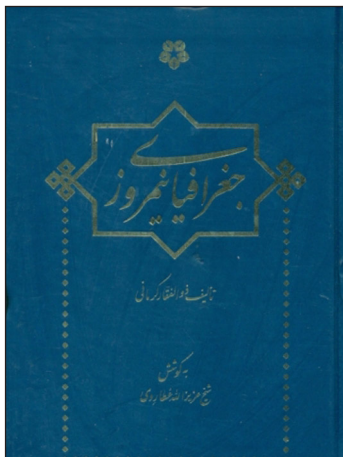 جغرافیای نیمروز
تألیف ذوالفقار کرمانی
به کوشش
شیخ عزیزالله عطاردی